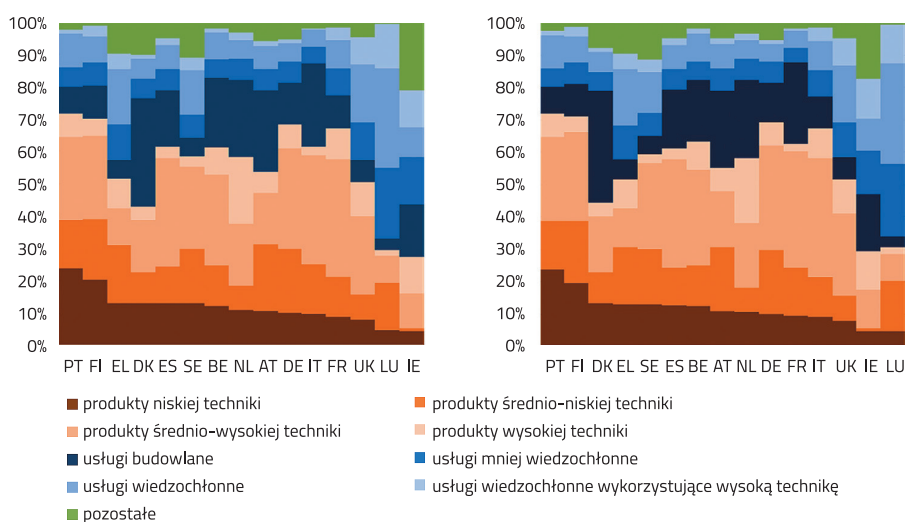 100%
90%
80%
70%
60%
50%
40%
30%
20%
10%
0%
PT FI EL DK ES SE BE NL AT DE IT FR UK LU IE
100%
90%
80%
70%
60%
50%
40%
30%
20%
10%
0%
PT FI DK EL SE ES BE AT NL DE FR IT UK IE LU
produkty niskiej techniki
produkty średnio-niskiej techniki
produkty średnio-wysokiej techniki
produkty wysokiej techniki
usługi budowlane
usługi mniej wiedzochłonne
usługi wiedzochłonne
usługi wiedzochłonne wykorzystujące wysoką technikę
pozostałe